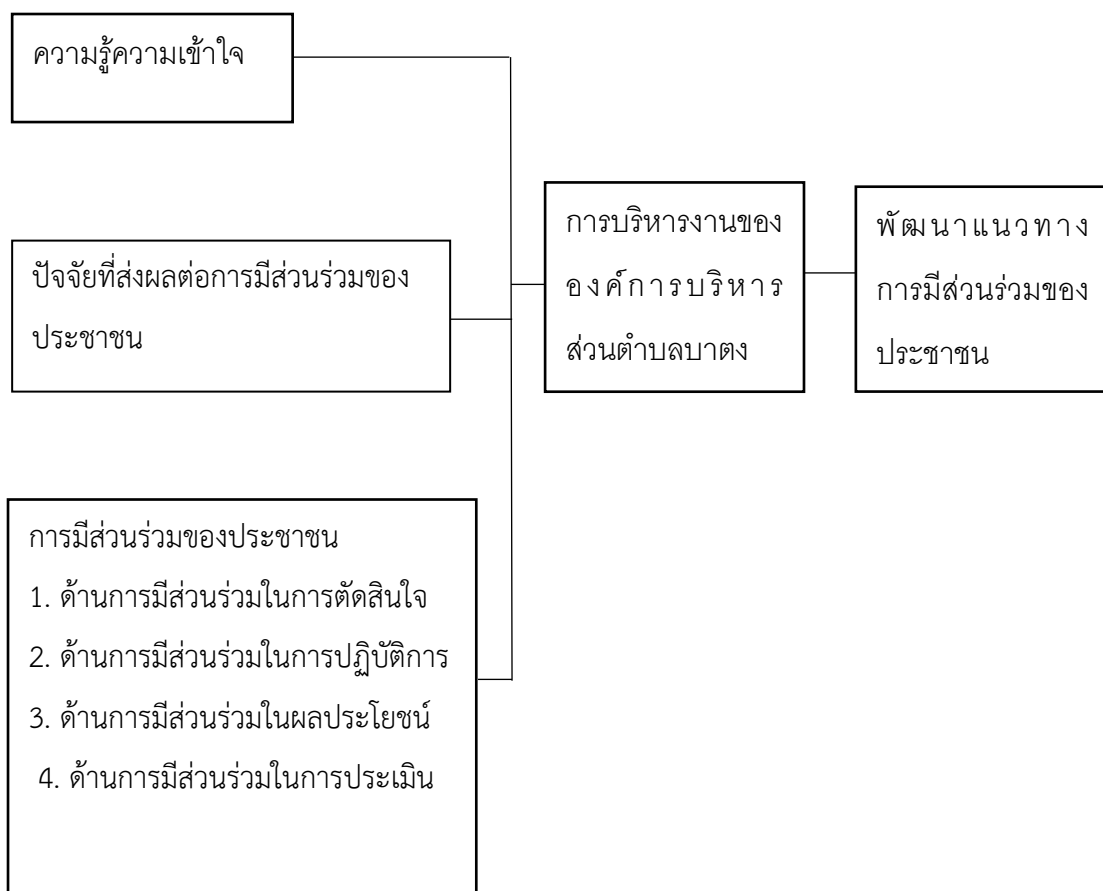 ความรู้ความเข้าใจ
ปัจจัยที่ส่งผลต่อการมีส่วนร่วมของ
ประชาชน
การมีส่วนร่วมของประชาชน
1. ด้านการมีส่วนร่วมในการตัดสินใจ
2. ด้านการมีส่วนร่วมในการปฏิบัติการ
3. ด้านการมีส่วนร่วมในผลประโยชน์
4. ด้านการมีส่วนร่วมในการประเมิน
การบริหารงานของ
องค์การบริหาร
ส่วนตำบลบาตง
พัฒนาแนวทาง
การมีส่วนร่วมของ
ประชาชน